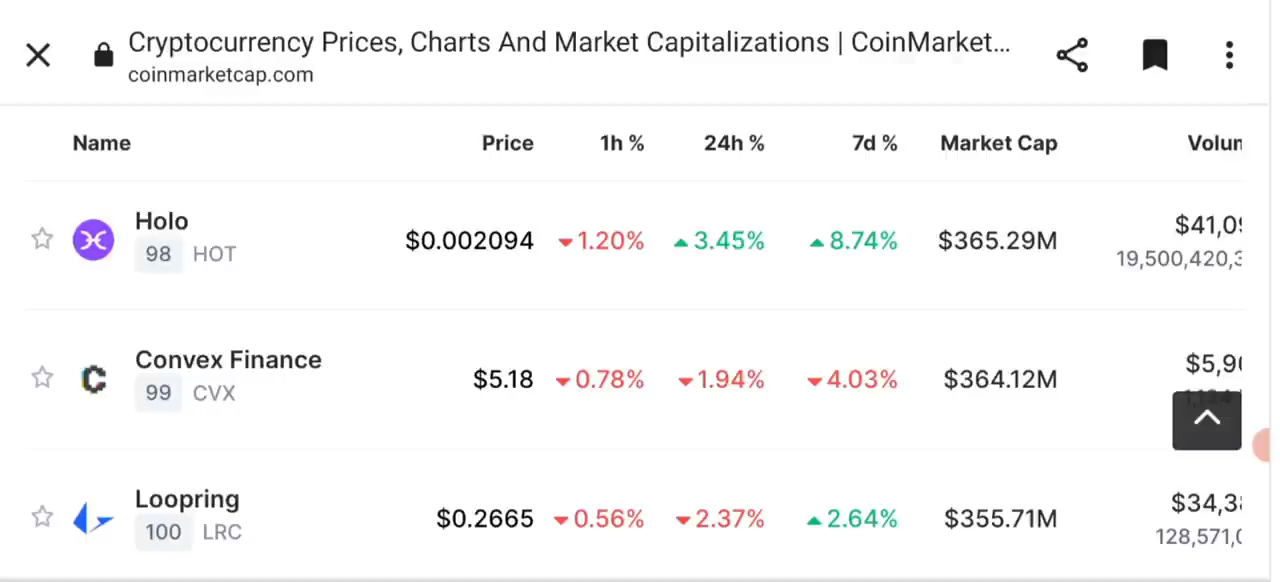 Cryptocurrency Prices, Charts And Market Capitalizations | CoinMarket...
coinmarketcap.com
Name Price 1h % 24h % 7d % Market Cap
Holo
98 HOT
$0.002094 1.20% 3.45% 8.74% $365.29M
Convex Finance
99 CVX
$5.18 0.78% 1.94% 4.03% $364.12M
Loopring
100 LRC
$0.2665 0.56% 2.37% 2.64% $355.71M